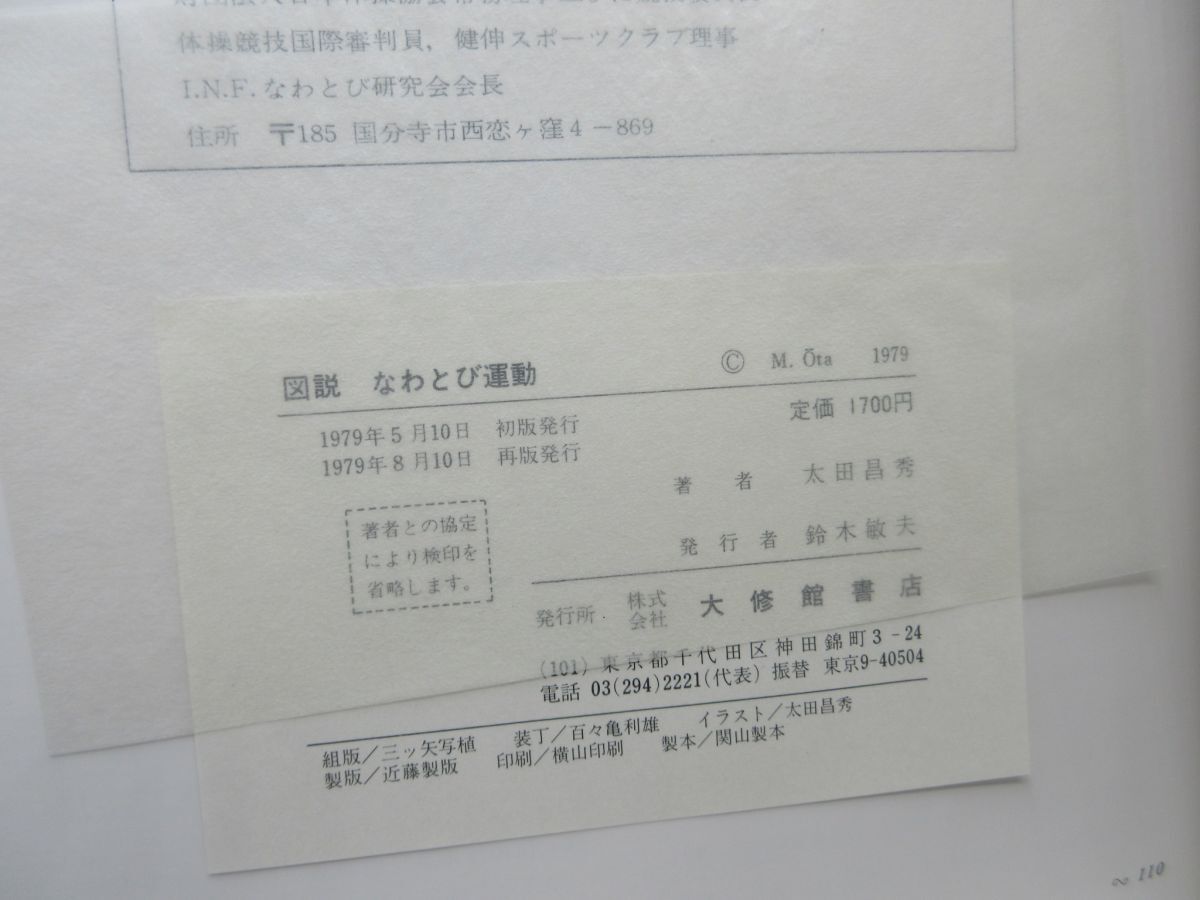 体操競技国際審判員，健伸スポーツクラブ理事
I.N.F.なわとび研究会会長
住所 〒185 国分寺市西恋ヶ窪4－869
図説 なわとび運動
© M. Ōta 1979
1979年5月10日 初版発行
1979年8月10日 再版発行
定価 1700円
著者 太田昌秀
発行者 鈴木敏夫
著者との協定
により検印を
省略します。
発行所 株式会社 大修館書店
(101) 東京都千代田区神田錦町3-24
電話 03(294)2221(代表) 振替 東京9-40504
組版／三ッ矢写植 装丁／百々亀利雄 イラスト／太田昌秀
製版／近藤製版 印刷／横山印刷 製本／関山製本
110